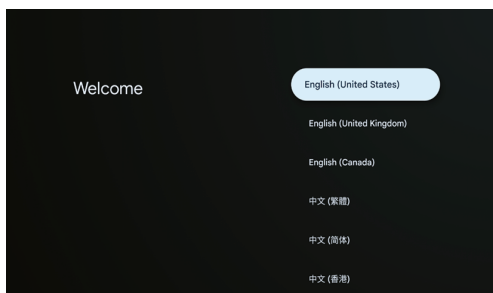 Welcome
English (United States)
English (United Kingdom)
English (Canada)
中文 (繁體)
中文 (简体)
中文 (香港)